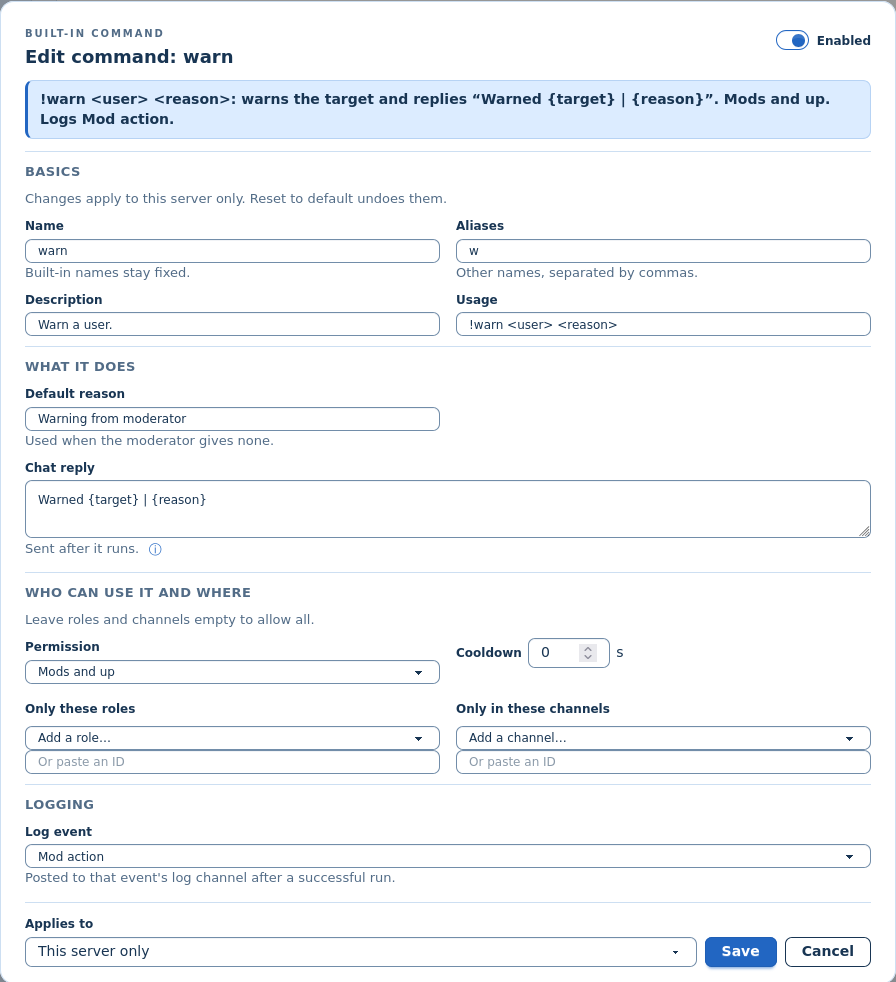 BUILT-IN COMMAND
Edit command: warn
Enabled
!warn <user> <reason>: warns the target and replies “Warned {target} | {reason}”. Mods and up.
Logs Mod action.
BASICS
Changes apply to this server only. Reset to default undoes them.
Name
Aliases
warn
w
Built-in names stay fixed.
Other names, separated by commas.
Description
Usage
Warn a user.
!warn <user> <reason>
WHAT IT DOES
Default reason
Warning from moderator
Used when the moderator gives none.
Chat reply
Warned {target} | {reason}
Sent after it runs. ⓘ
WHO CAN USE IT AND WHERE
Leave roles and channels empty to allow all.
Permission
Mods and up
Cooldown 0 s
Only these roles
Only in these channels
Add a role...
Add a channel...
Or paste an ID
Or paste an ID
LOGGING
Log event
Mod action
Posted to that event's log channel after a successful run.
Applies to
This server only
Save
Cancel